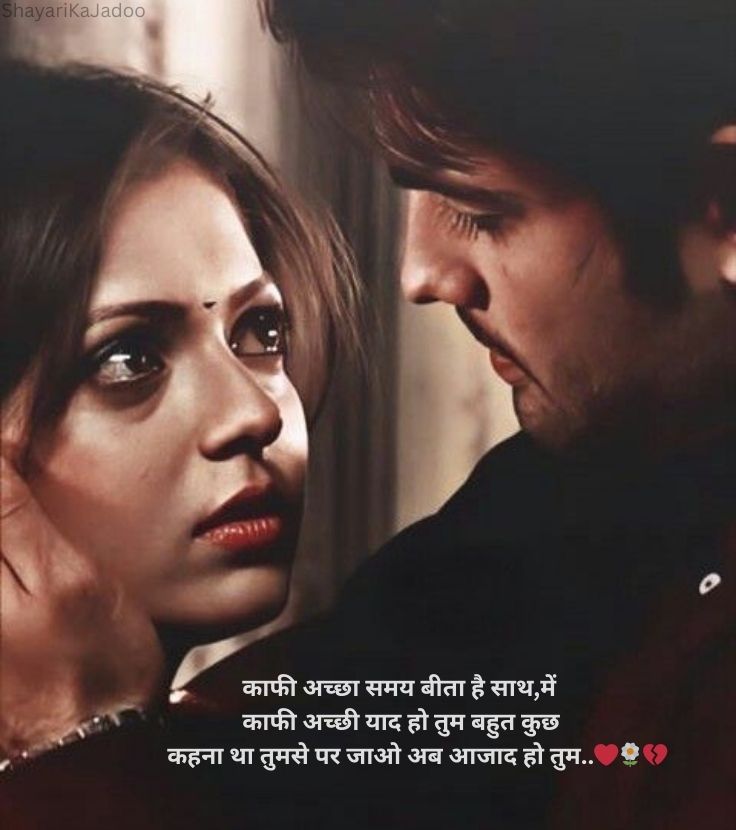 ShayariKaJadoo
काफी अच्छा समय बीता है साथ,में
काफी अच्छी याद हो तुम बहुत कुछ
कहना था तुमसे पर जाओ अब आजाद हो तुम..❤️🌼💔